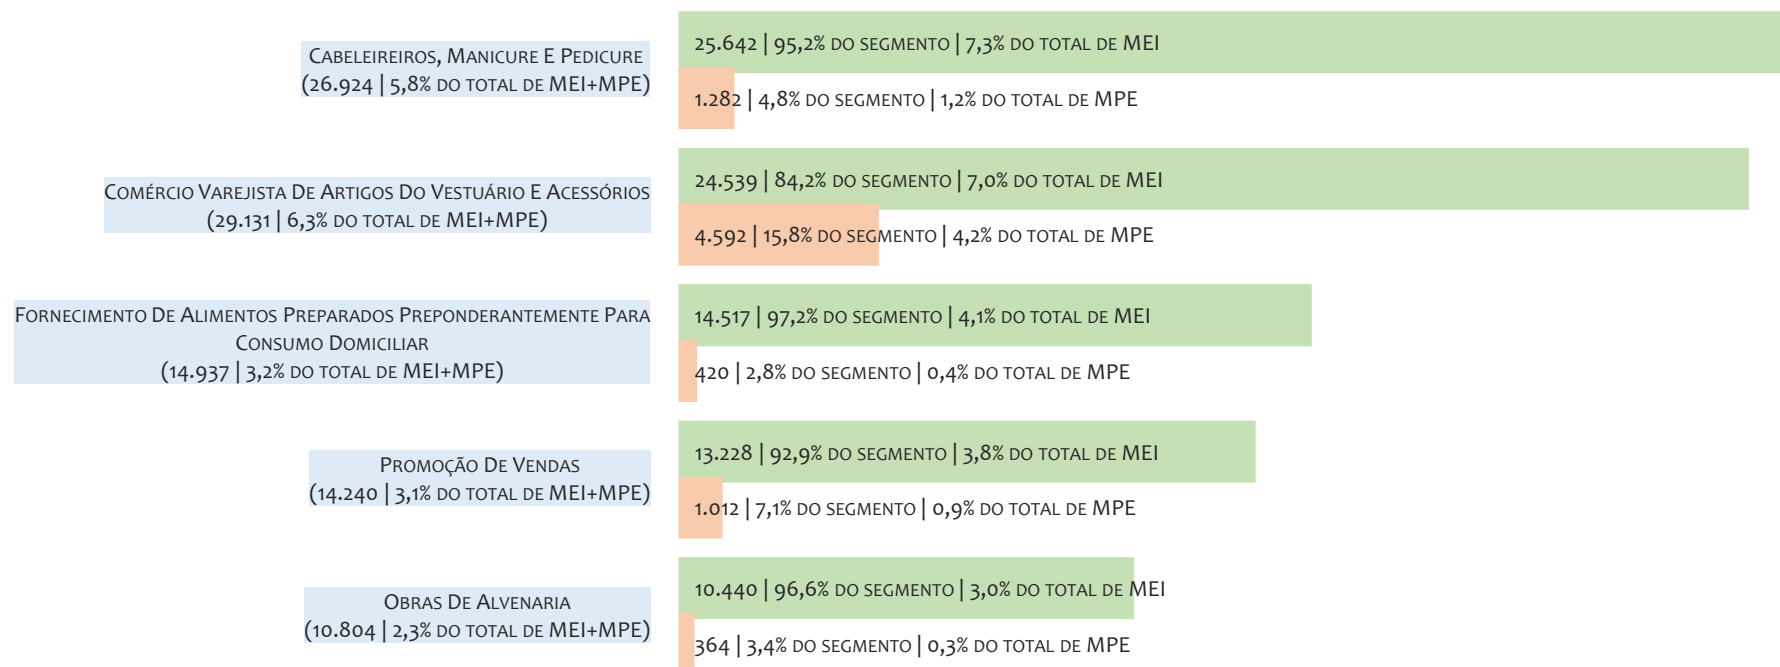 Cabeleireiros, Manicure E Pedicure
(26.924 | 5,8% do total de MEI+MPE)
25.642 | 95,2% do segmento | 7,3% do total de MEI
1.282 | 4,8% do segmento | 1,2% do total de MPE
Comércio Varejista De Artigos Do Vestuário E Acessórios
(29.131 | 6,3% do total de MEI+MPE)
24.539 | 84,2% do segmento | 7,0% do total de MEI
4.592 | 15,8% do segmento | 4,2% do total de MPE
Fornecimento De Alimentos Preparados Preponderantemente Para
Consumo Domiciliar
(14.937 | 3,2% do total de MEI+MPE)
14.517 | 97,2% do segmento | 4,1% do total de MEI
420 | 2,8% do segmento | 0,4% do total de MPE
Promoção De Vendas
(14.240 | 3,1% do total de MEI+MPE)
13.228 | 92,9% do segmento | 3,8% do total de MEI
1.012 | 7,1% do segmento | 0,9% do total de MPE
Obras De Alvenaria
(10.804 | 2,3% do total de MEI+MPE)
10.440 | 96,6% do segmento | 3,0% do total de MEI
364 | 3,4% do segmento | 0,3% do total de MPE